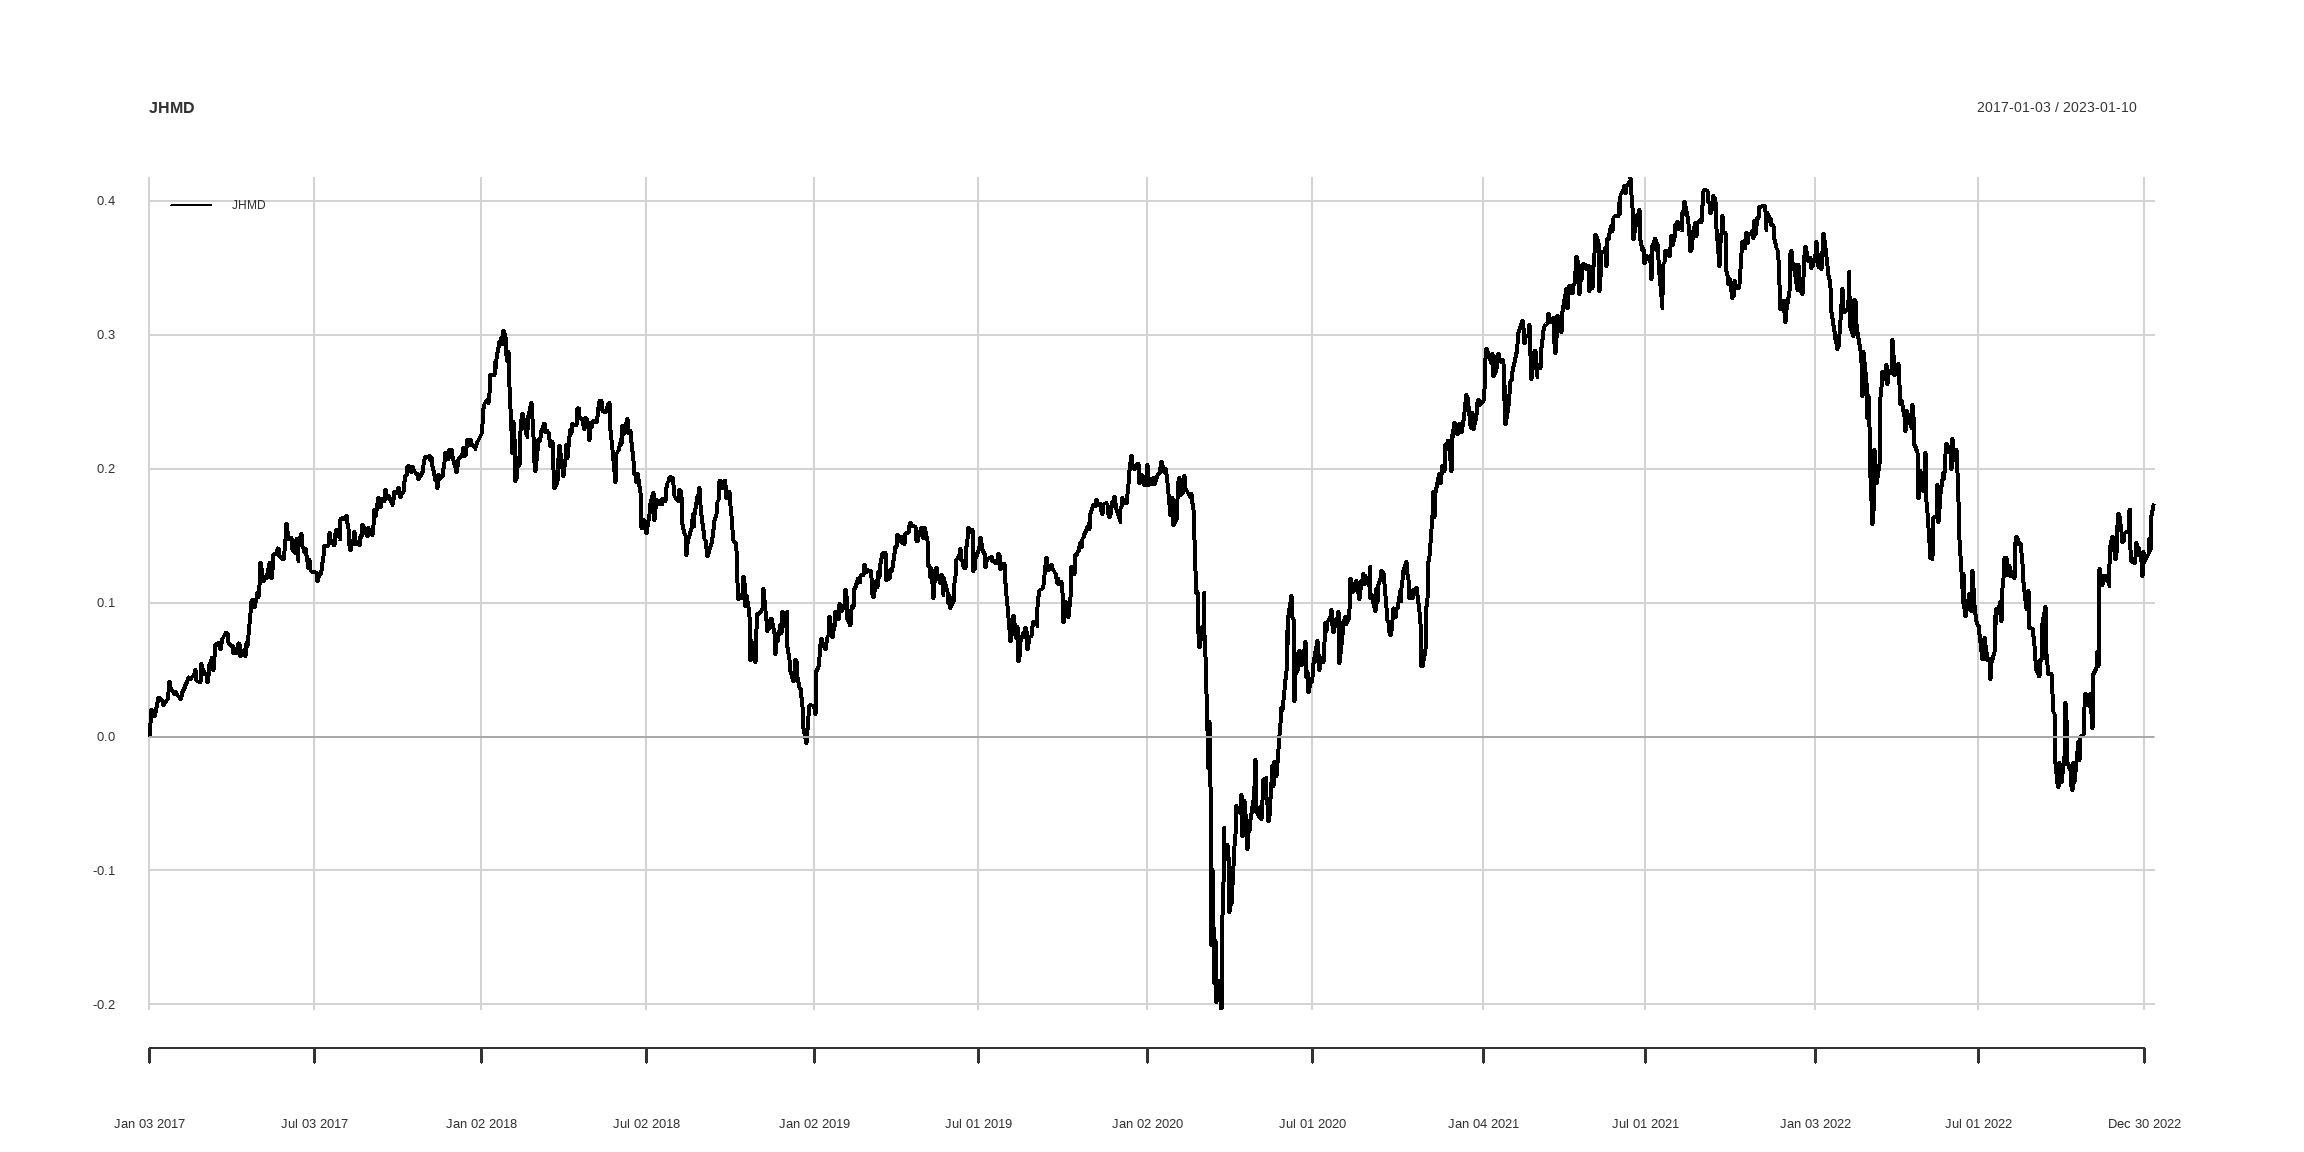 JHMD
2017-01-03 / 2023-01-10
JHMD
0.4
0.3
0.2
0.1
0.0
-0.1
-0.2
Jan 03 2017
Jul 03 2017
Jan 02 2018
Jul 02 2018
Jan 02 2019
Jul 01 2019
Jan 02 2020
Jul 01 2020
Jan 04 2021
Jul 01 2021
Jan 03 2022
Jul 01 2022
Dec 30 2022